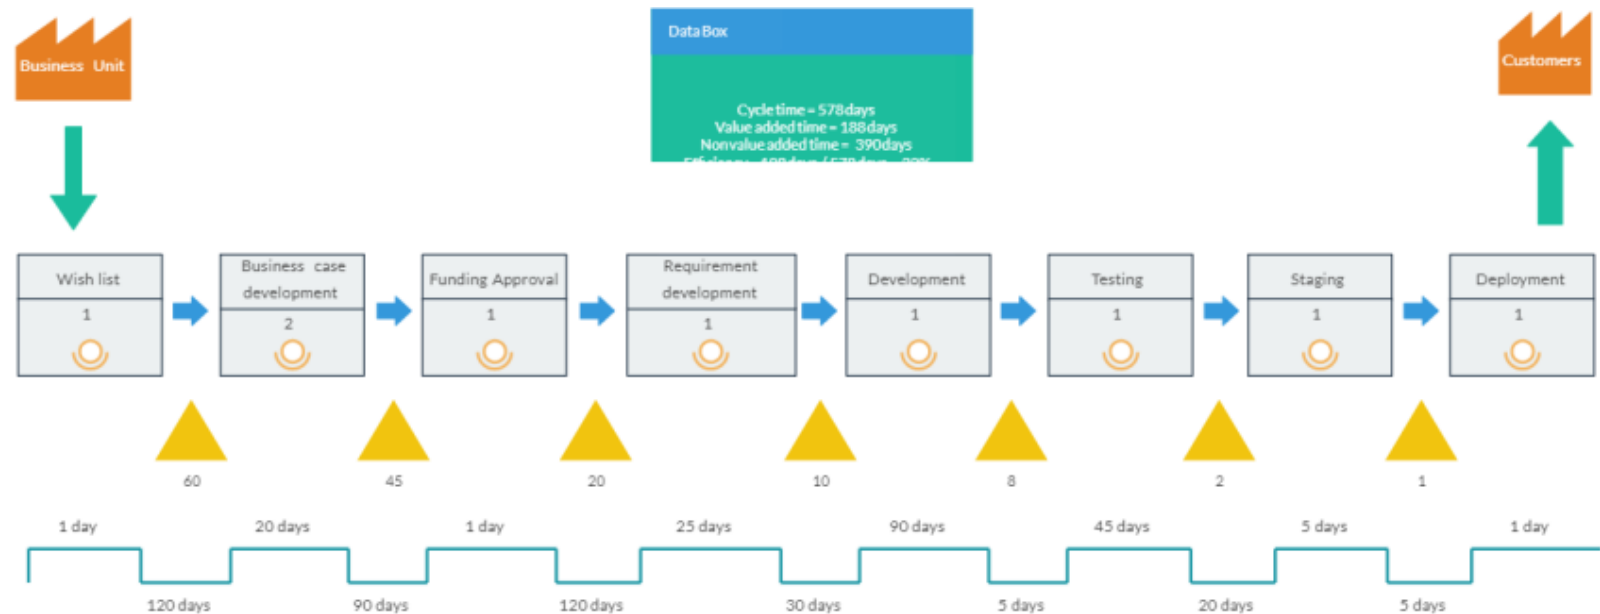 Business Unit
Data Box
Customers
Cycle time = 578days
Value added time = 188days
Nonvalue added time = 390days
Wish list
1
Business case
development
2
Funding Approval
1
Requirement
development
1
Development
1
Testing
1
Staging
1
Deployment
1
60
45
20
10
8
2
1
1 day
20 days
1 day
25 days
90 days
45 days
5 days
1 day
120 days
90 days
120 days
30 days
5 days
20 days
5 days